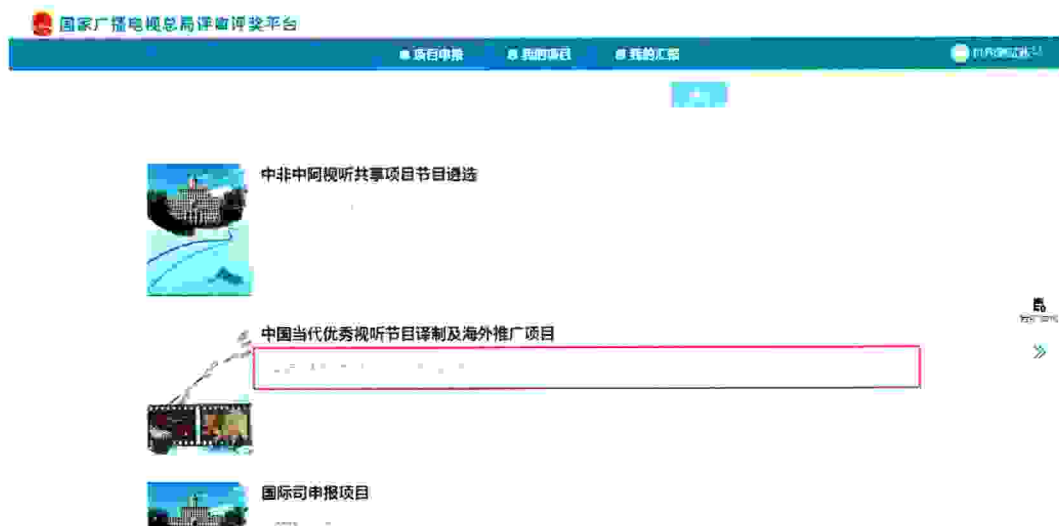 国家广播电视总局评审评奖平台
项目申报 我的项目 我的汇报
中非中阿视听共享项目节目遴选
中国当代优秀视听节目译制及海外推广项目
国际司申报项目